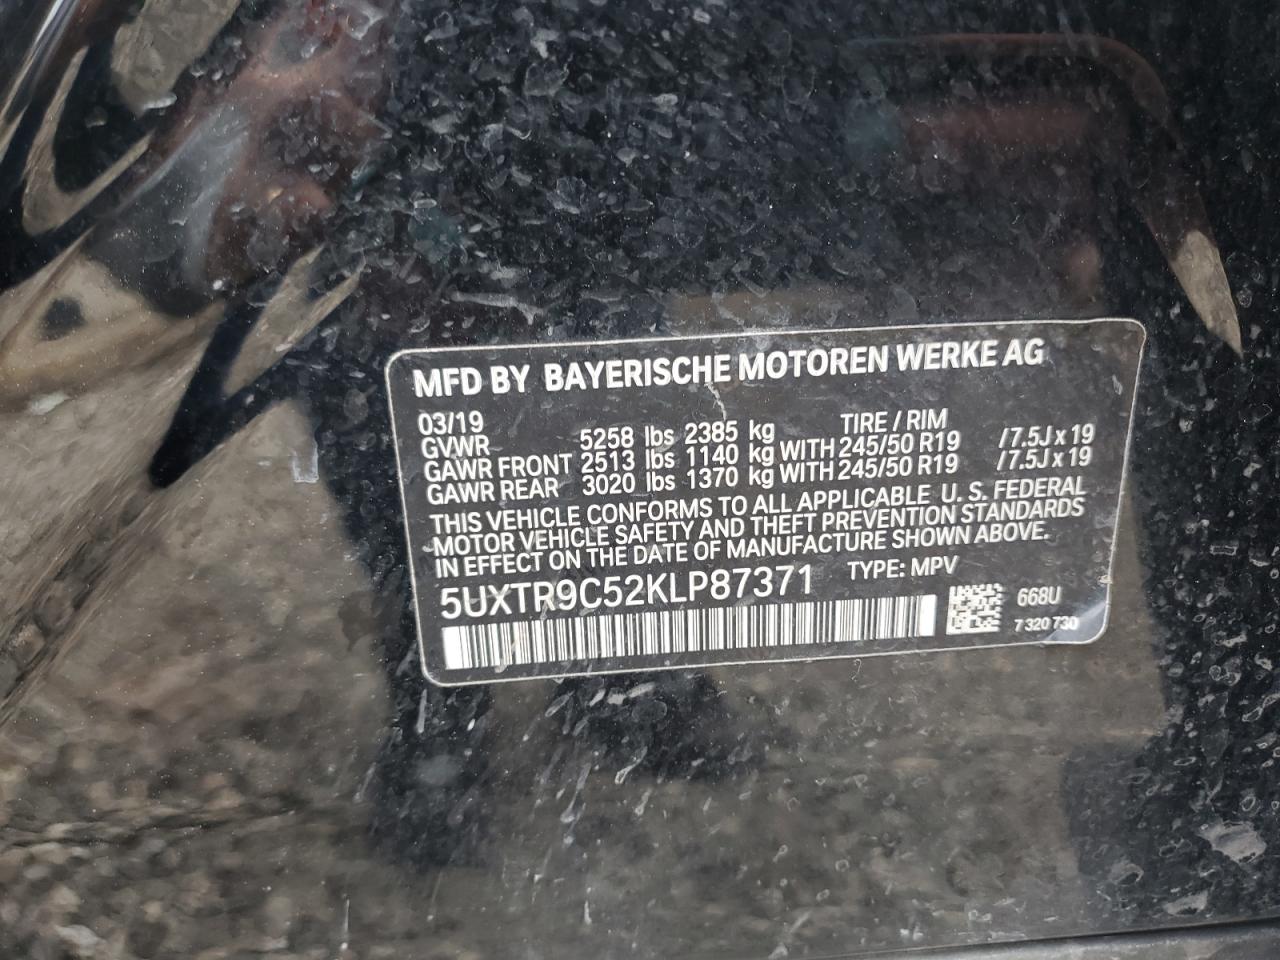 MFD BY BAYERISCHE MOTOREN WERKE AG
03/19 TIRE / RIM
GVWR 5258 lbs 2385 kg
GAWR FRONT 2513 lbs 1140 kg WITH 245/50 R19 /7.5J x 19
GAWR REAR 3020 lbs 1370 kg WITH 245/50 R19 /7.5J x 19
THIS VEHICLE CONFORMS TO ALL APPLICABLE U. S. FEDERAL
MOTOR VEHICLE SAFETY AND THEFT PREVENTION STANDARDS
IN EFFECT ON THE DATE OF MANUFACTURE SHOWN ABOVE.
5UXTR9C52KLP87371 TYPE: MPV
668U
7 320 730